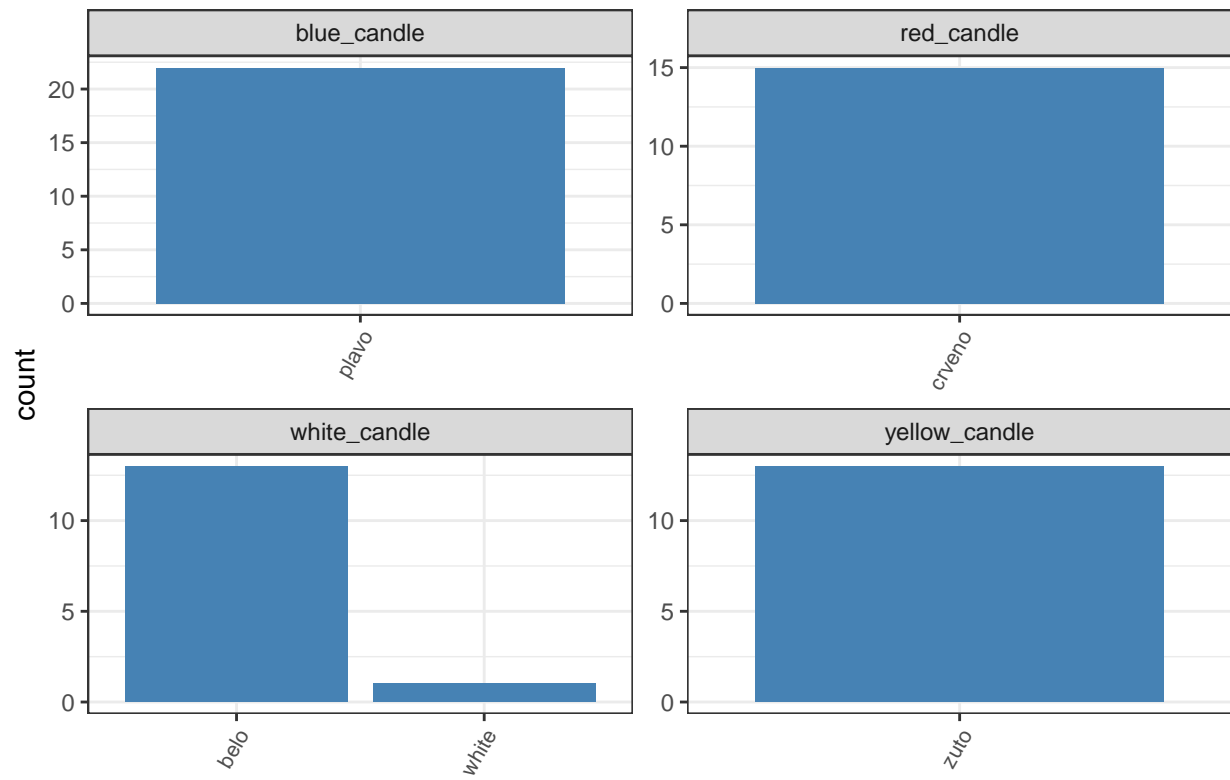 blue_candle
20
15
10
5
0
plavo
red_candle
15
10
5
0
crveno
count
white_candle
10
5
0
belo
white
yellow_candle
10
5
0
zuto